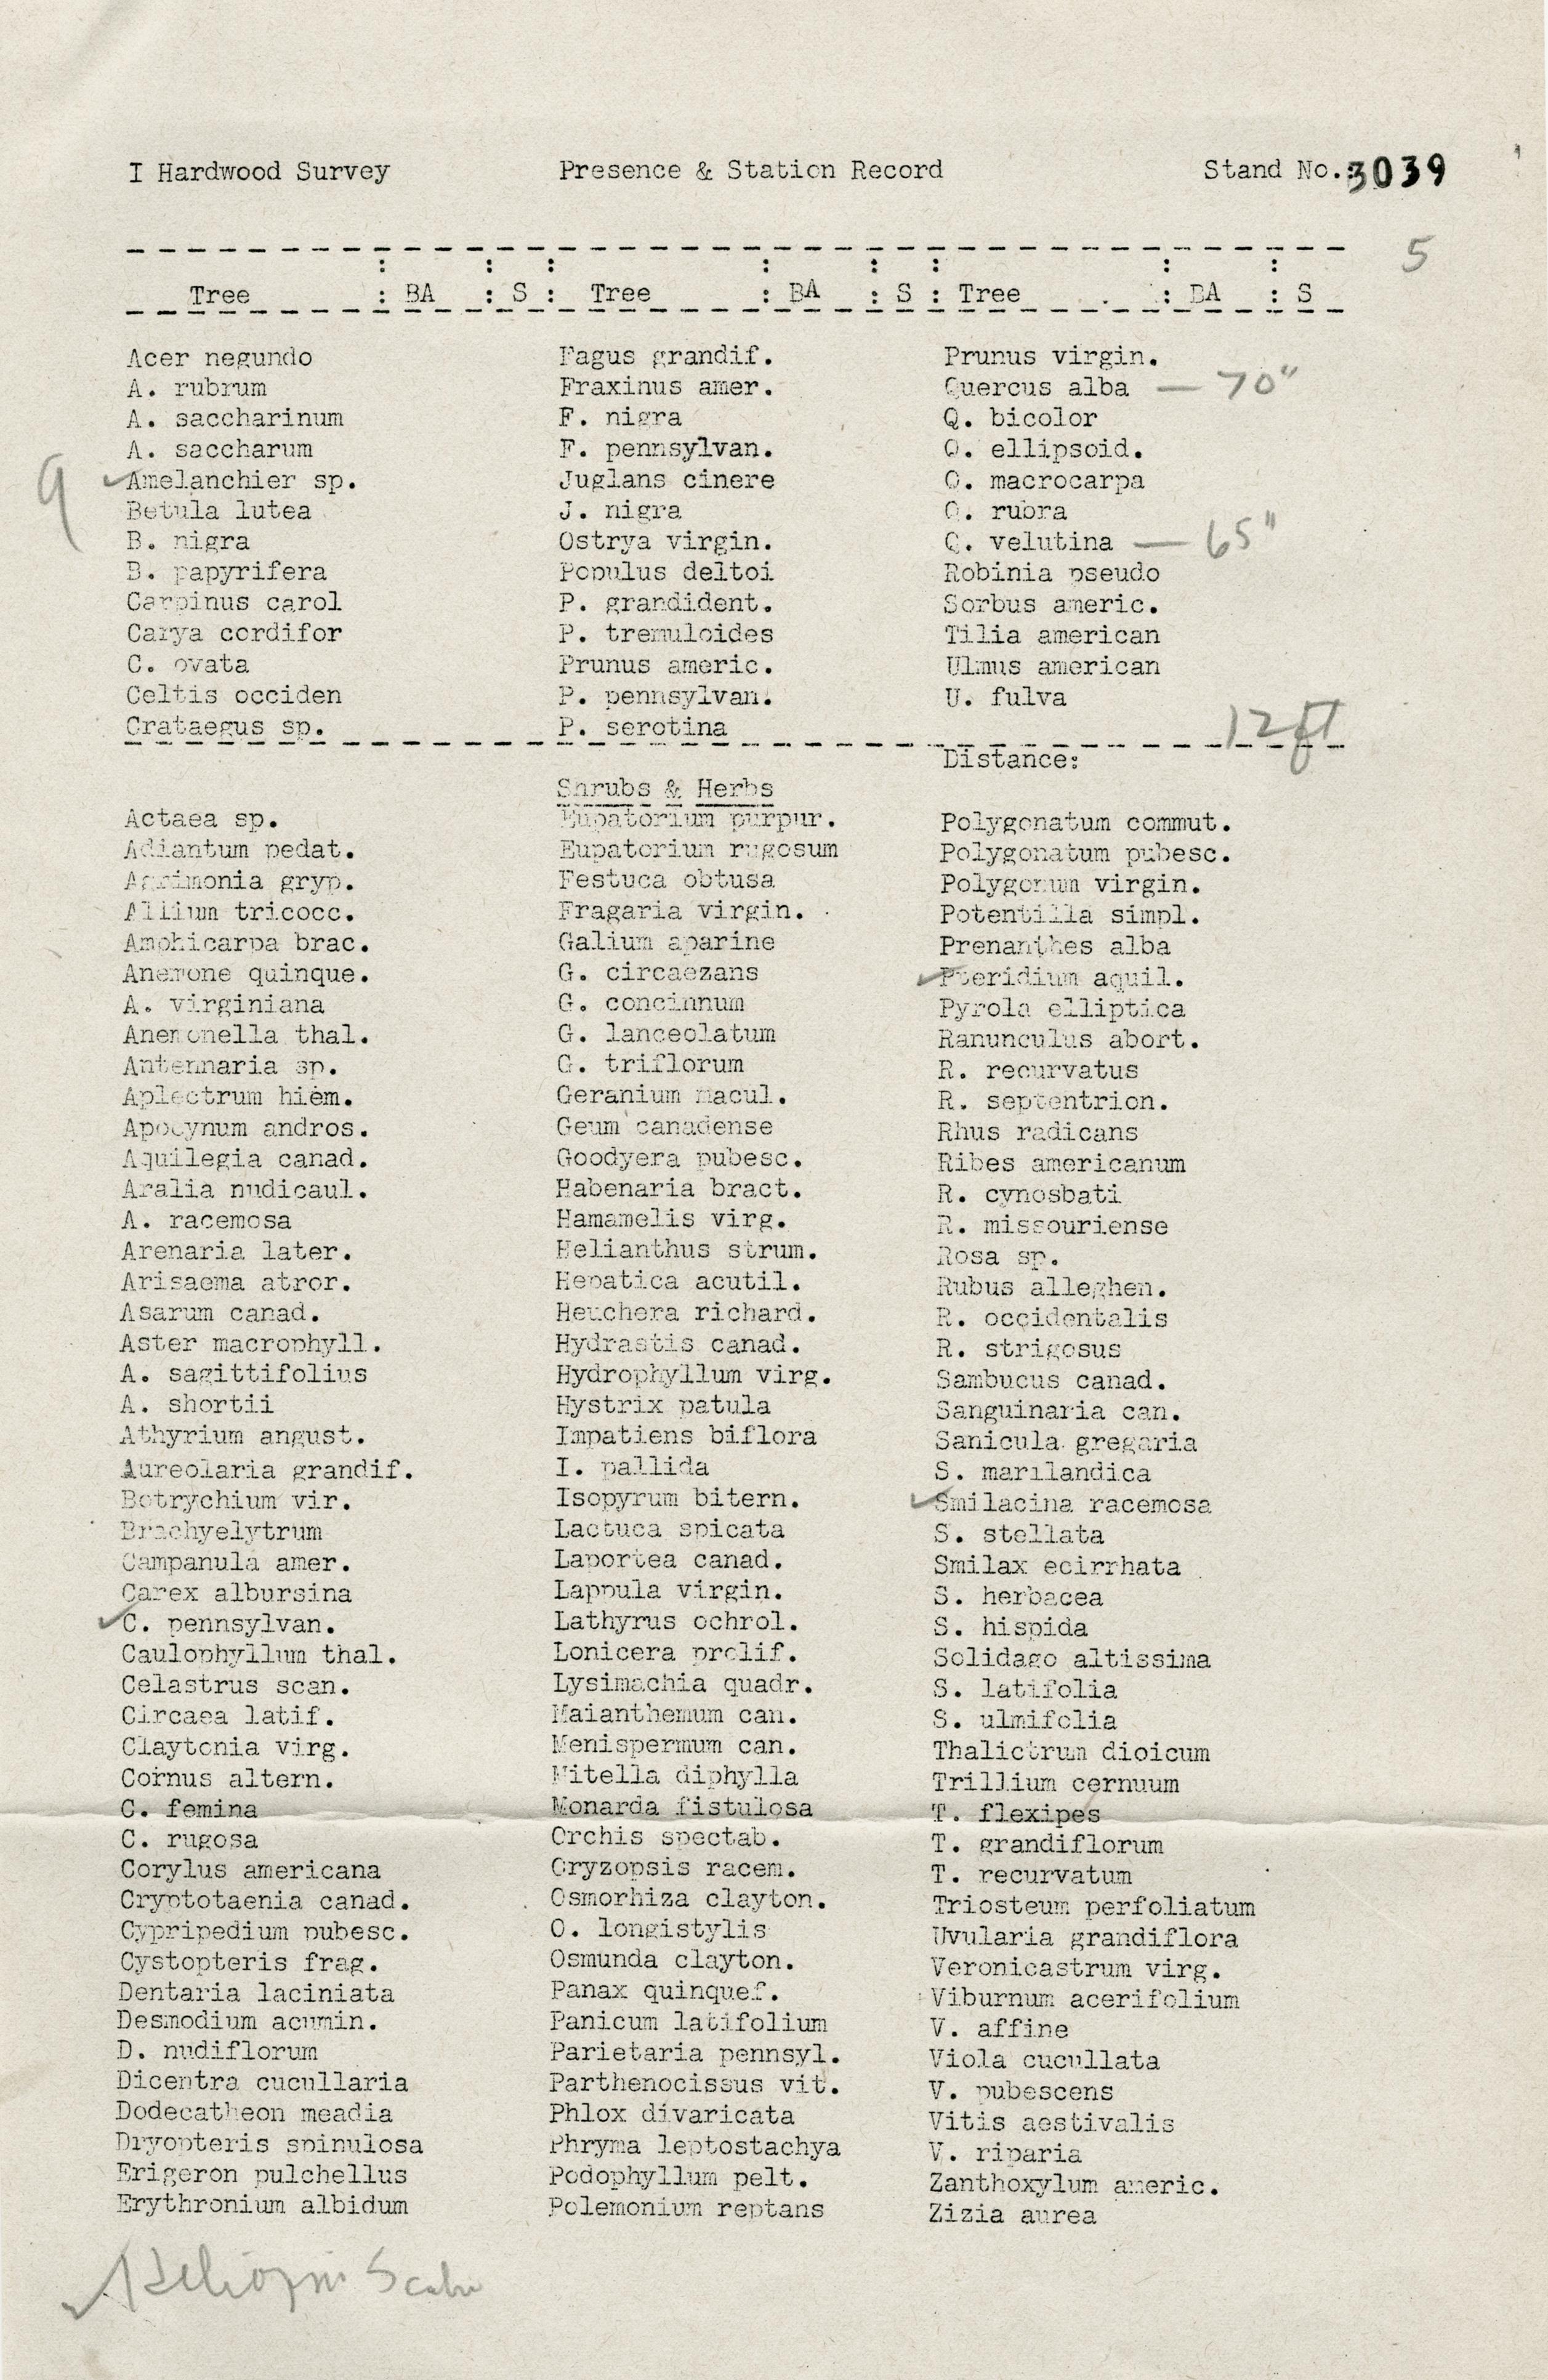 I Hardwood Survey Presence & Station Record Stand No. 3039
5
Tree : BA : S : Tree : BA : S : Tree : BA : S
Acer negundo Fagus grandif. Prunus virgin.
A. rubrum Fraxinus amer. Quercus alba — 70"
A. saccharinum F. nigra Q. bicolor
A. saccharum F. pennsylvan. Q. ellipsoid.
9 ✓Amelanchier sp. Juglans cinere Q. macrocarpa
Betula lutea J. nigra Q. rubra
B. nigra Ostrya virgin. Q. velutina — 65"
B. papyrifera Populus deltoi Robinia pseudo
Carpinus carol P. grandident. Sorbus americ.
Carya cordifor P. tremuloides Tilia american
C. ovata Prunus americ. Ulmus american
Celtis occiden P. pennsylvan. U. fulva
Crataegus sp. P. serotina 12 ft
Distance:
Shrubs & Herbs
Actaea sp. Eupatorium purpur. Polygonatum commut.
Adiantum pedat. Eupatorium rugosum Polygonatum pubesc.
Agrimonia gryp. Festuca obtusa Polygonum virgin.
Allium tricocc. Fragaria virgin. Potentilla simpl.
Amphicarpa brac. Galium aparine Prenanthes alba
Anemone quinque. G. circaezans ✓Pteridium aquil.
A. virginiana G. concinnum Pyrola elliptica
Anemonella thal. G. lanceolatum Ranunculus abort.
Antennaria sp. G. triflorum R. recurvatus
Aplectrum hiem. Geranium macul. R. septentrion.
Apocynum andros. Geum canadense Rhus radicans
Aquilegia canad. Goodyera pubesc. Ribes americanum
Aralia nudicaul. Habenaria bract. R. cynosbati
A. racemosa Hamamelis virg. R. missouriense
Arenaria later. Helianthus strum. Rosa sp.
Arisaema atror. Hepatica acutil. Rubus alleghen.
Asarum canad. Heuchera richard. R. occidentalis
Aster macrophyll. Hydrastis canad. R. strigosus
A. sagittifolius Hydrophyllum virg. Sambucus canad.
A. shortii Hystrix patula Sanguinaria can.
Athyrium angust. Impatiens biflora Sanicula gregaria
Aureolaria grandif. I. pallida S. marilandica
Botrychium vir. Isopyrum bitern. ✓Smilacina racemosa
Brachyelytrum Lactuca spicata S. stellata
Campanula amer. Laportea canad. Smilax ecirrhata
Carex albursina Lappula virgin. S. herbacea
✓C. pennsylvan. Lathyrus ochrol. S. hispida
Caulophyllum thal. Lonicera prolif. Solidago altissima
Celastrus scan. Lysimachia quadr. S. latifolia
Circaea latif. Maianthemum can. S. ulmifolia
Claytonia virg. Menispermum can. Thalictrum dioicum
Cornus altern. Mitella diphylla Trillium cernuum
C. femina Monarda fistulosa T. flexipes
C. rugosa Orchis spectab. T. grandiflorum
Corylus americana Oryzopsis racem. T. recurvatum
Cryptotaenia canad. Osmorhiza clayton. Triosteum perfoliatum
Cypripedium pubesc. O. longistylis Uvularia grandiflora
Cystopteris frag. Osmunda clayton. Veronicastrum virg.
Dentaria laciniata Panax quinquef. Viburnum acerifolium
Desmodium acumin. Panicum latifolium V. affine
D. nudiflorum Parietaria pennsyl. Viola cucullata
Dicentra cucullaria Parthenocissus vit. V. pubescens
Dodecatheon meadia Phlox divaricata Vitis aestivalis
Dryopteris spinulosa Phryma leptostachya V. riparia
Erigeron pulchellus Podophyllum pelt. Zanthoxylum americ.
Erythronium albidum Polemonium reptans Zizia aurea